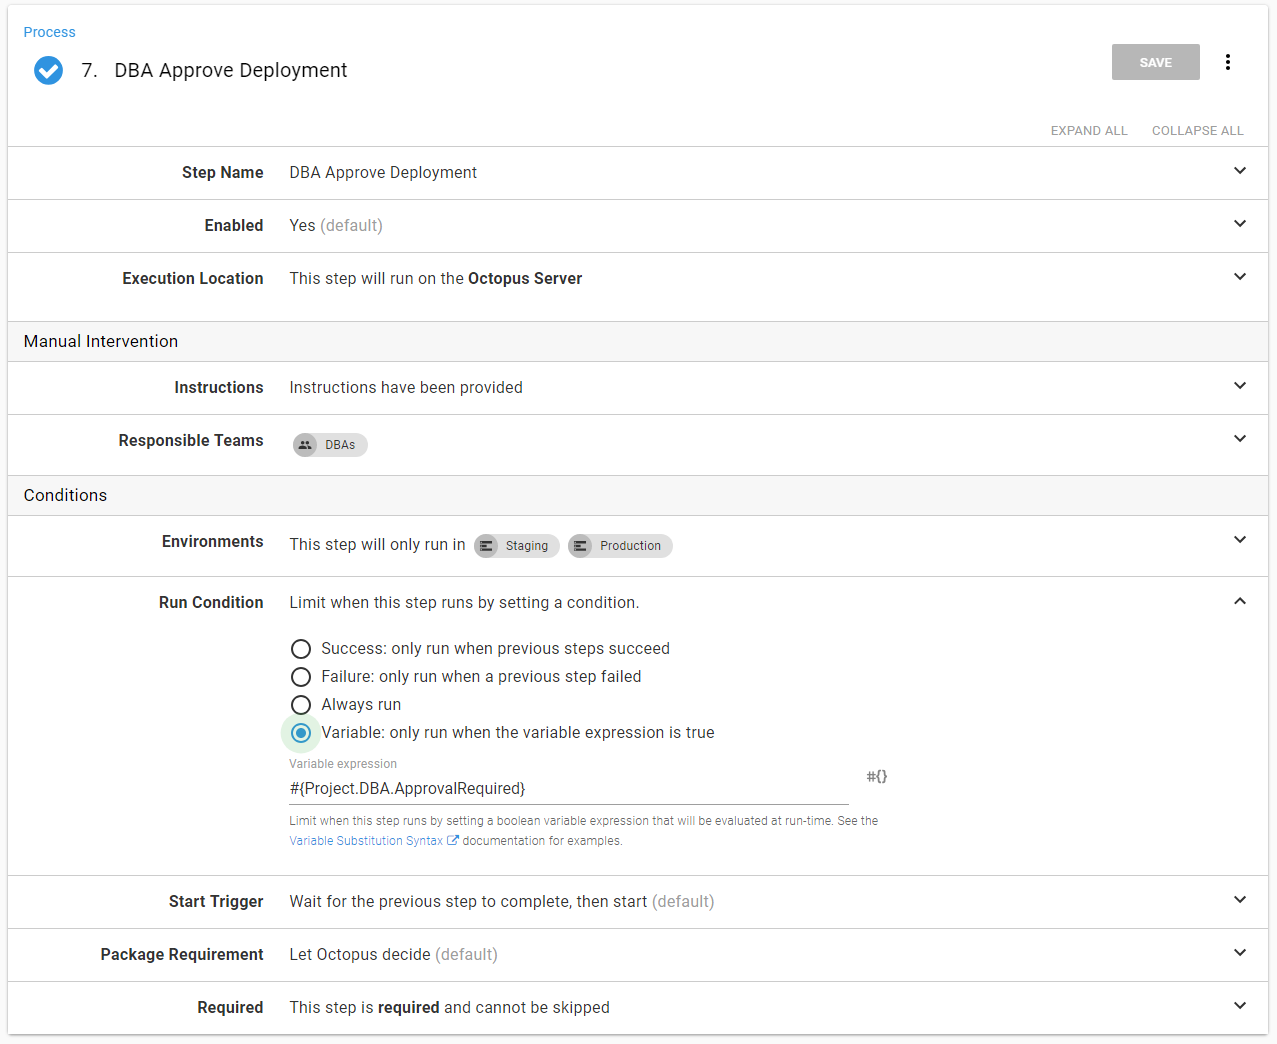 Process
7. DBA Approve Deployment
SAVE
EXPAND ALL COLLAPSE ALL
Step Name DBA Approve Deployment
Enabled Yes (default)
Execution Location This step will run on the Octopus Server
Manual Intervention
Instructions Instructions have been provided
Responsible Teams DBAs
Conditions
Environments This step will only run in Staging Production
Run Condition Limit when this step runs by setting a condition.
Success: only run when previous steps succeed
Failure: only run when a previous step failed
Always run
Variable: only run when the variable expression is true
Variable expression
#{Project.DBA.ApprovalRequired} #{}
Limit when this step runs by setting a boolean variable expression that will be evaluated at run-time. See the
Variable Substitution Syntax documentation for examples.
Start Trigger Wait for the previous step to complete, then start (default)
Package Requirement Let Octopus decide (default)
Required This step is required and cannot be skipped